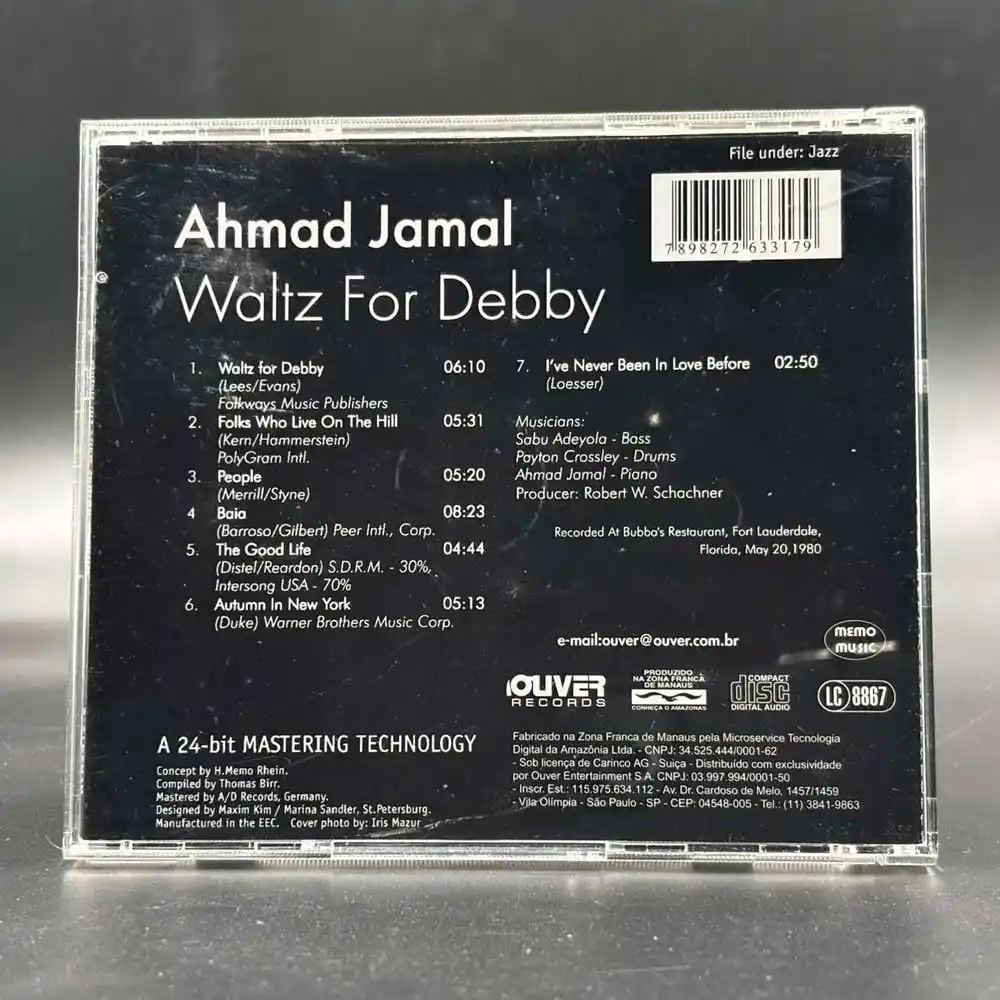 File under: Jazz
7 898272 633179
Ahmad Jamal
Waltz For Debby
1. Waltz for Debby 06:10
(Lees/Evans)
Folkways Music Publishers
2. Folks Who Live On The Hill 05:31
(Kern/Hammerstein)
PolyGram Intl.
3. People 05:20
(Merrill/Styne)
4 Baia 08:23
(Barroso/Gilbert) Peer Intl., Corp.
5. The Good Life 04:44
(Distel/Reardon) S.D.R.M. - 30%,
Intersong USA - 70%
6. Autumn In New York 05:13
(Duke) Warner Brothers Music Corp.
7. I've Never Been In Love Before 02:50
(Loesser)
Musicians:
Sabu Adeyola - Bass
Payton Crossley - Drums
Ahmad Jamal - Piano
Producer: Robert W. Schachner
Recorded At Bubba's Restaurant, Fort Lauderdale,
Florida, May 20,1980
e-mail:ouver@ouver.com.br
MEMO
MUSIC
OUVER
RECORDS
PRODUZIDO
NA ZONA FRANCA
DE MANAUS
CONHEÇA O AMAZONAS
COMPACT
disc
DIGITAL AUDIO
LC 8867
A 24-bit MASTERING TECHNOLOGY
Concept by H.Memo Rhein.
Compiled by Thomas Birr.
Mastered by A/D Records, Germany.
Designed by Maxim Kim / Marina Sandler, St.Petersburg.
Manufactured in the EEC. Cover photo by: Iris Mazur
Fabricado na Zona Franca de Manaus pela Microservice Tecnologia
Digital da Amazônia Ltda. - CNPJ: 34.525.444/0001-62
- Sob licença de Carinco AG - Suiça - Distribuído com exclusividade
por Ouver Entertainment S.A. CNPJ: 03.997.994/0001-50
- Inscr. Est.: 115.975.634.112 - Av. Dr. Cardoso de Melo, 1457/1459
- Vila Olímpia - São Paulo - SP - CEP: 04548-005 - Tel.: (11) 3841-9863